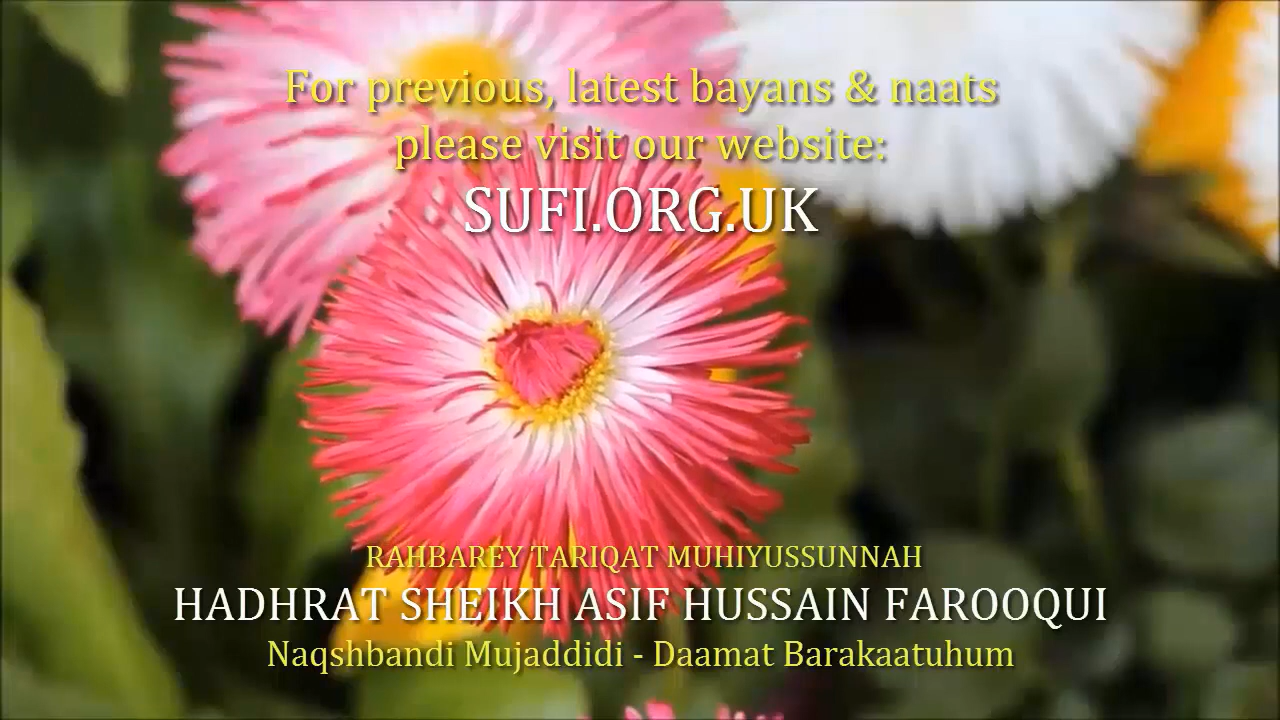 For previous, latest bayans & naats
please visit our website:
SUFI.ORG.UK
RAHBAREY TARIQAT MUHIYUSSUNNAH
HADHRAT SHEIKH ASIF HUSSAIN FAROOQUI
Naqshbandi Mujaddidi - Daamat Barakaatuhum